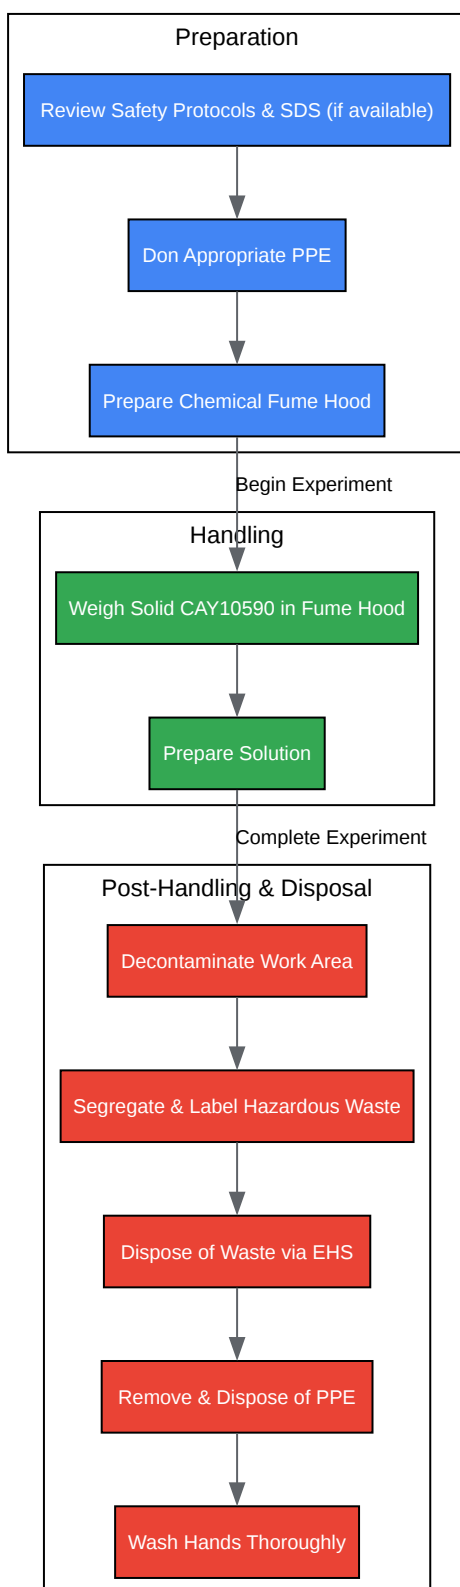 Preparation
Review Safety Protocols & SDS (if available)
Don Appropriate PPE
Prepare Chemical Fume Hood
Begin Experiment
Handling
Weigh Solid CAY10590 in Fume Hood
Prepare Solution
Complete Experiment
Post-Handling & Disposal
Decontaminate Work Area
Segregate & Label Hazardous Waste
Dispose of Waste via EHS
Remove & Dispose of PPE
Wash Hands Thoroughly